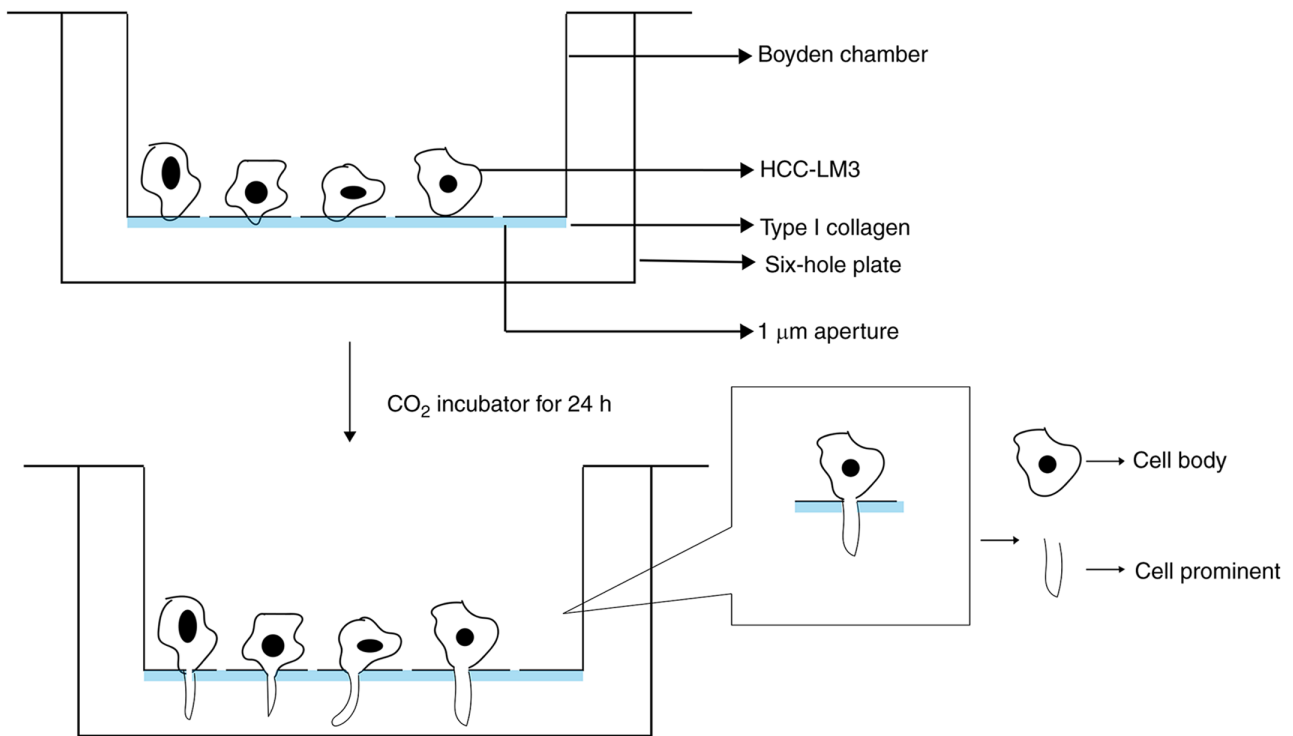 Boyden chamber
HCC-LM3
Type I collagen
Six-hole plate
1 μm aperture
CO₂ incubator for 24 h
Cell body
Cell prominent